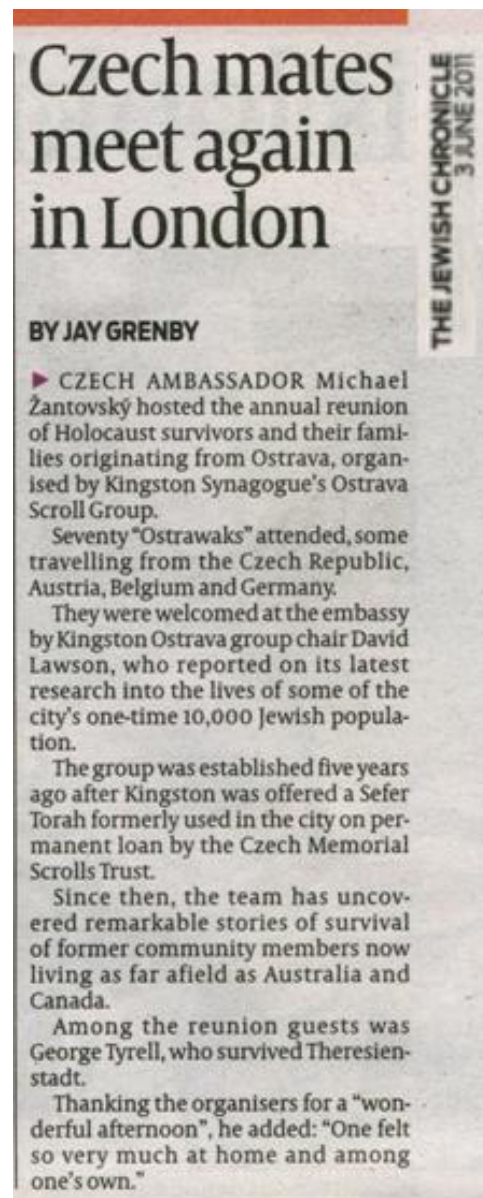 Czech mates
meet again
in London
THE JEWISH CHRONICLE
3 JUNE 2011
BY JAY GRENBY
▶ CZECH AMBASSADOR Michael
Žantovský hosted the annual reunion
of Holocaust survivors and their fami-
lies originating from Ostrava, organ-
ised by Kingston Synagogue's Ostrava
Scroll Group.
Seventy "Ostrawaks" attended, some
travelling from the Czech Republic,
Austria, Belgium and Germany.
They were welcomed at the embassy
by Kingston Ostrava group chair David
Lawson, who reported on its latest
research into the lives of some of the
city's one-time 10,000 Jewish popula-
tion.
The group was established five years
ago after Kingston was offered a Sefer
Torah formerly used in the city on per-
manent loan by the Czech Memorial
Scrolls Trust.
Since then, the team has uncov-
ered remarkable stories of survival
of former community members now
living as far afield as Australia and
Canada.
Among the reunion guests was
George Tyrell, who survived Theresien-
stadt.
Thanking the organisers for a "won-
derful afternoon", he added: "One felt
so very much at home and among
one's own."